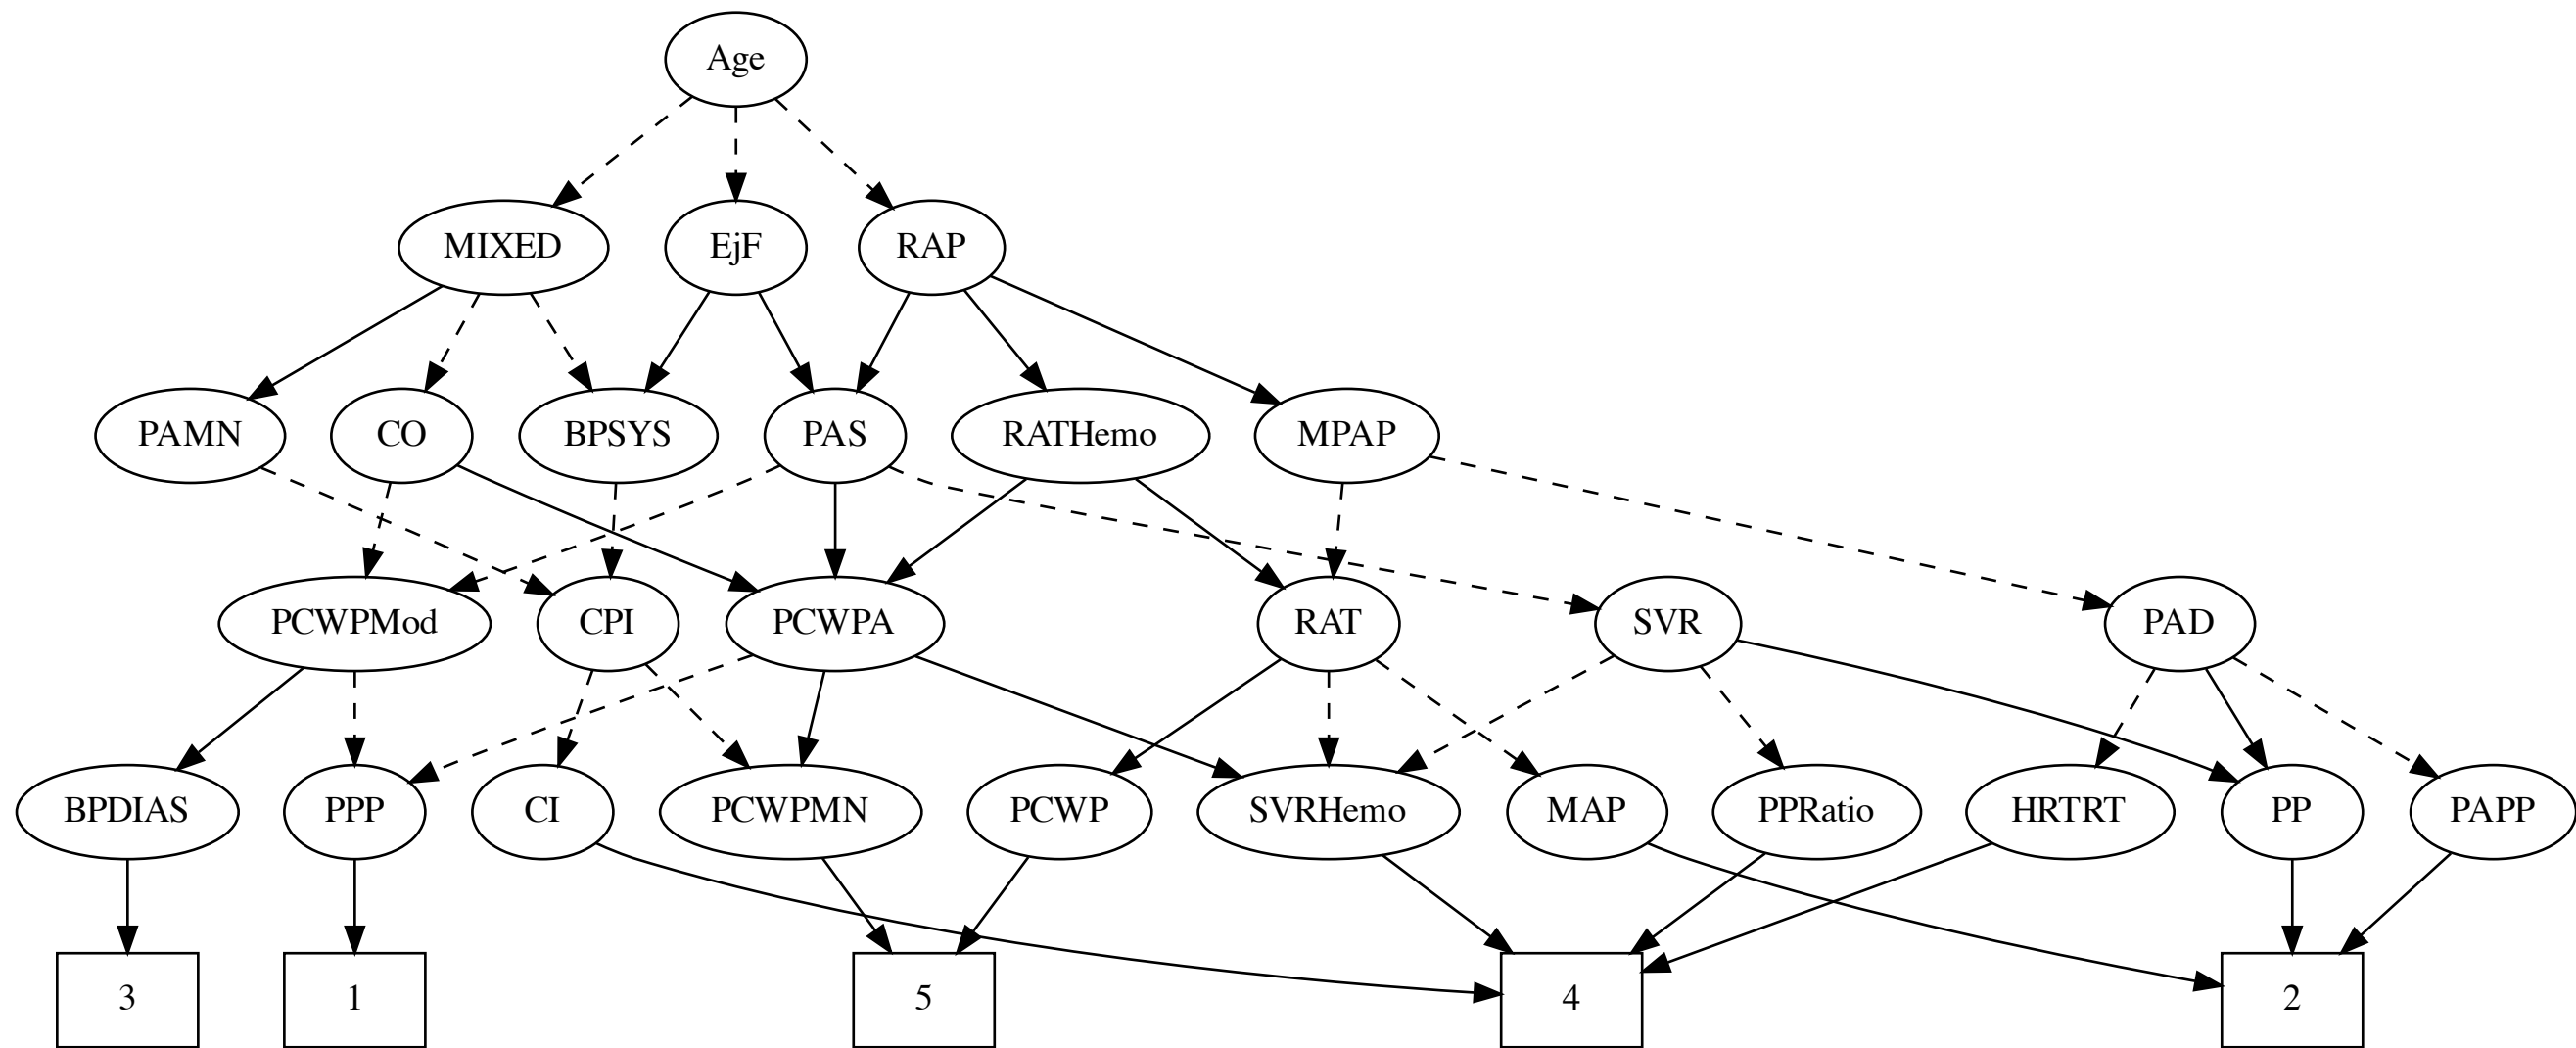 Age
MIXED
EjF
RAP
PAMN
CO
BPSYS
PAS
RATHemo
MPAP
PCWPMod
CPI
PCWPA
RAT
SVR
PAD
BPDIAS
PPP
CI
PCWPMN
PCWP
SVRHemo
MAP
PPRatio
HRTRT
PP
PAPP
3
1
5
4
2